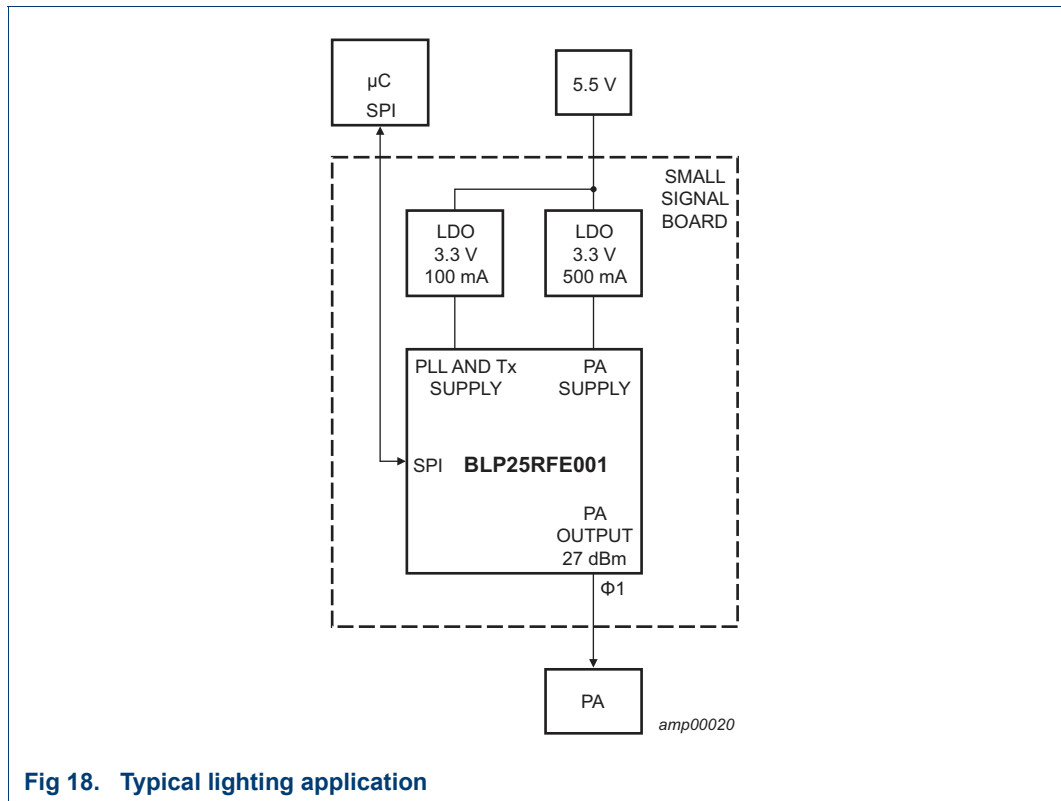 µC
SPI
5.5 V
SMALL
SIGNAL
BOARD
LDO
3.3 V
100 mA
LDO
3.3 V
500 mA
PLL AND Tx
SUPPLY
PA
SUPPLY
SPI
BLP25RFE001
PA
OUTPUT
27 dBm
Φ1
PA
amp00020
Fig 18. Typical lighting application